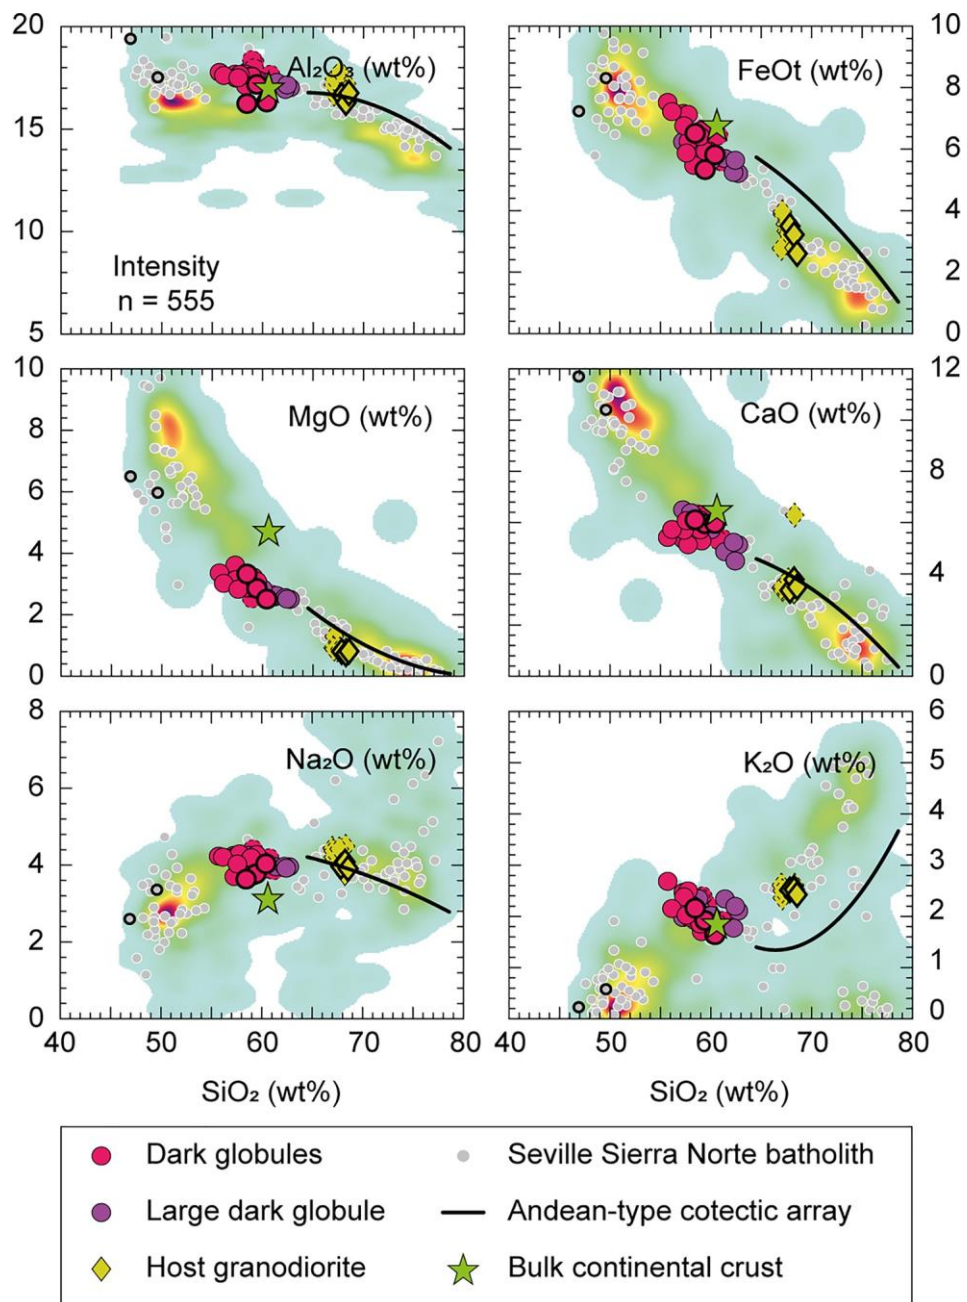 20
15
10
5
Al₂O₃ (wt%)
Intensity
n = 555
10
8
6
4
2
0
FeOt (wt%)
10
8
6
4
2
0
MgO (wt%)
12
8
4
0
CaO (wt%)
8
6
4
2
0
Na₂O (wt%)
6
5
4
3
2
1
0
K₂O (wt%)
40 50 60 70 80
40 50 60 70 80
SiO₂ (wt%)
SiO₂ (wt%)
Dark globules
Seville Sierra Norte batholith
Large dark globule
Andean-type cotectic array
Host granodiorite
Bulk continental crust